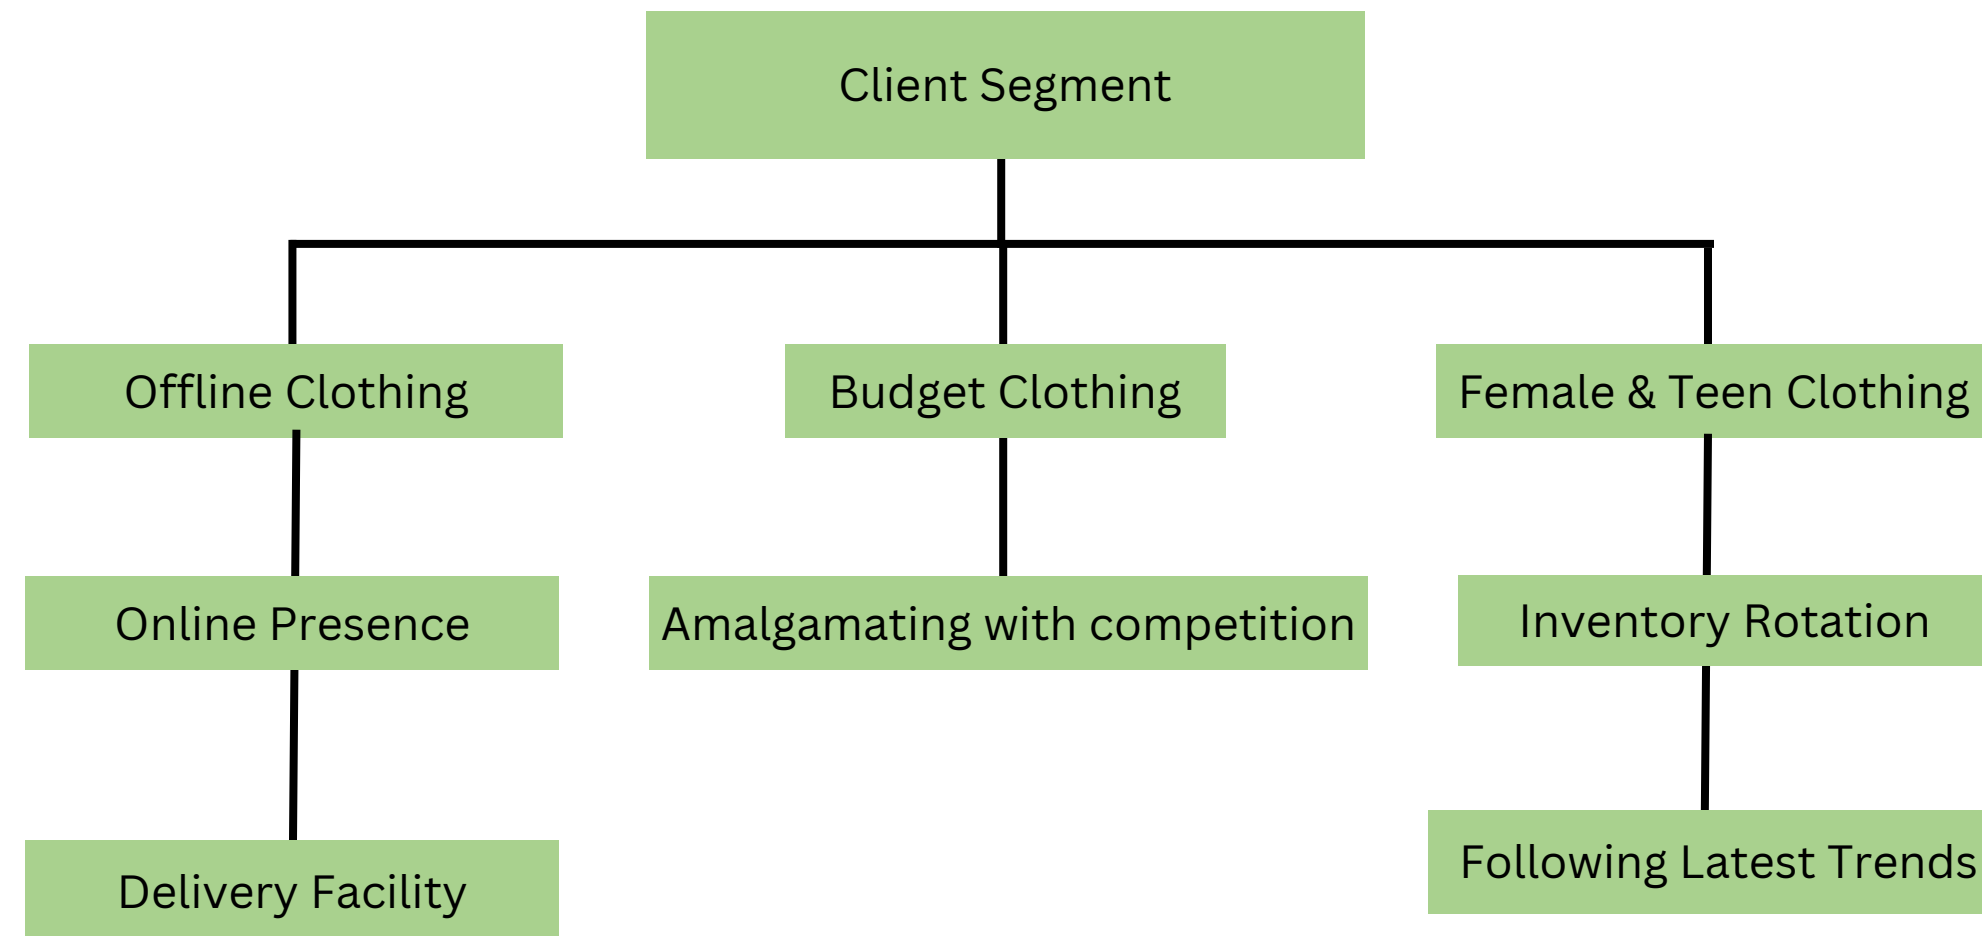 Client Segment
Offline Clothing
Budget Clothing
Female & Teen Clothing
Online Presence
Amalgamating with competition
Inventory Rotation
Delivery Facility
Following Latest Trends